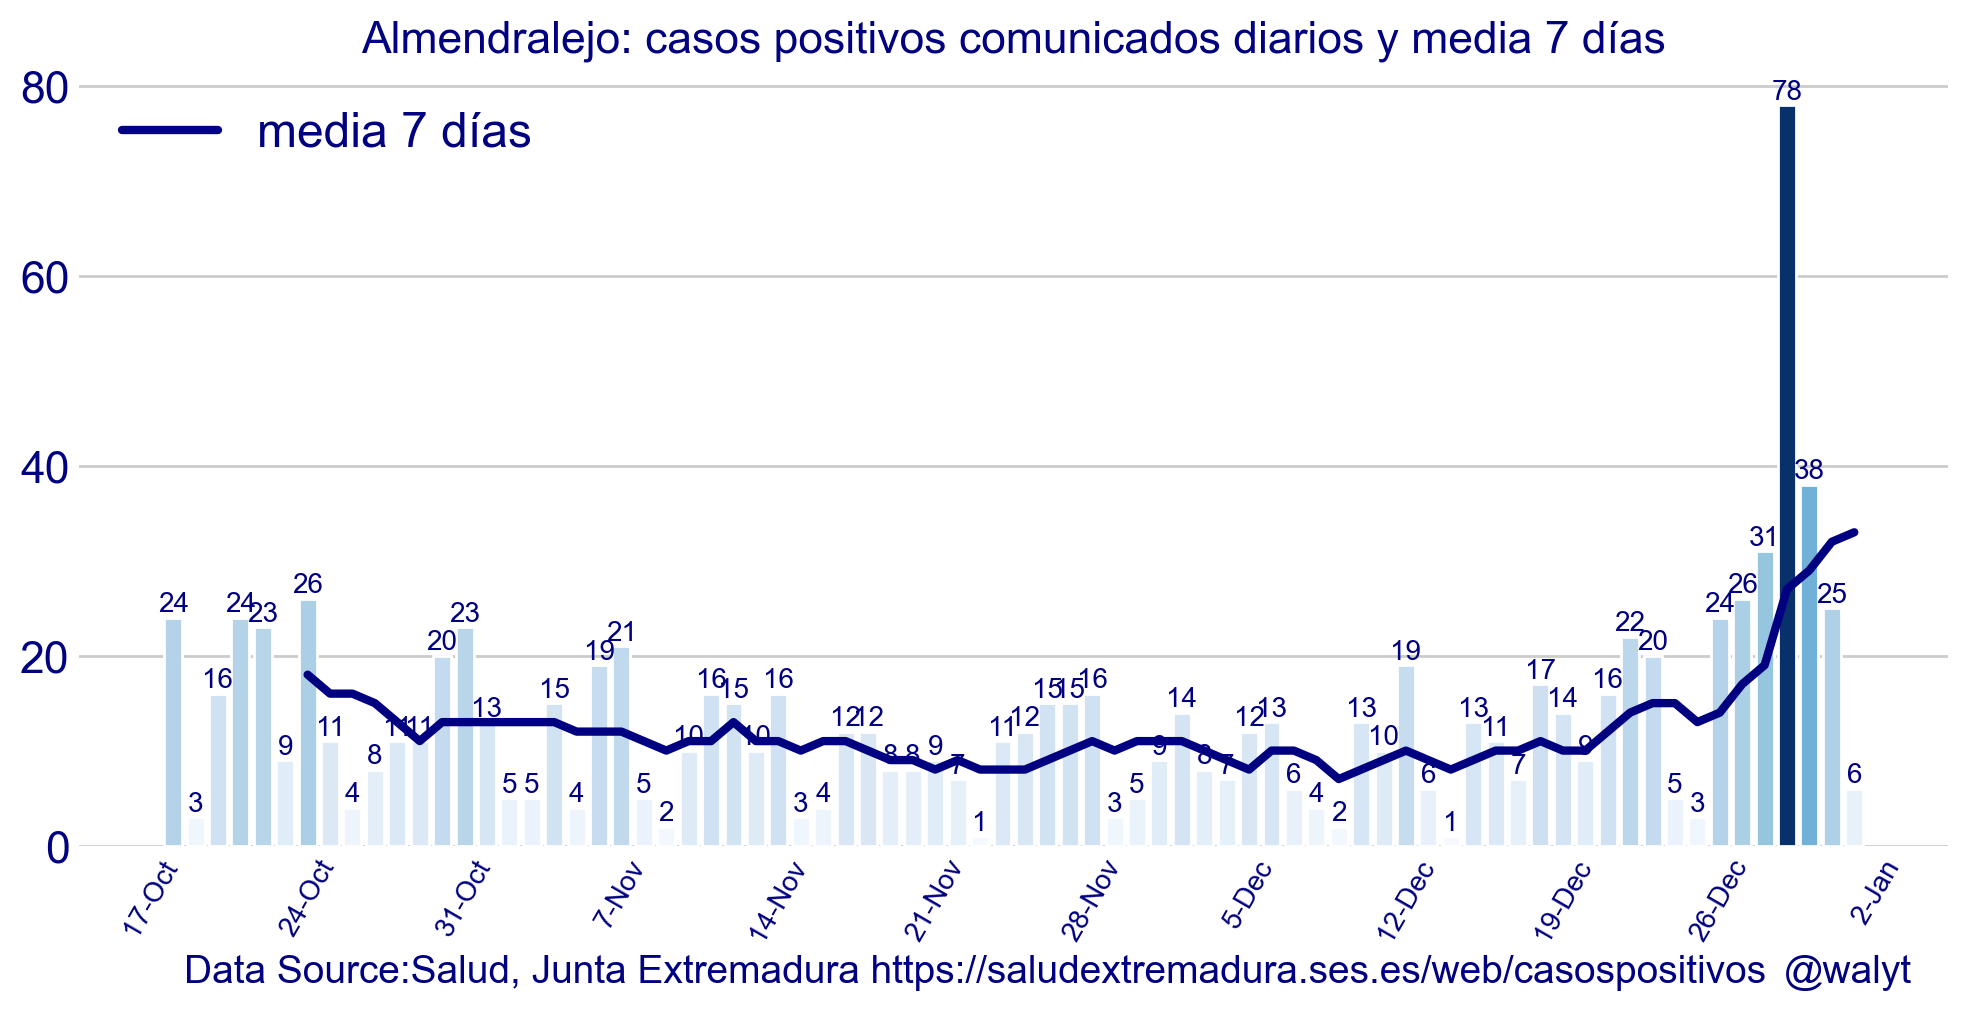 Almendralejo: casos positivos comunicados diarios y media 7 días
media 7 días
80
60
40
20
0
24 3 16 24 23 9 26 11 4 8 11 11 20 23 13 5 5 15 4 19 21 5 2 10 16 15 10 16 3 4 12 12 8 8 9 7 1 11 12 15 15 16 3 5 9 14 8 7 12 13 6 4 2 13 10 19 6 1 13 11 7 17 14 9 16 22 20 5 3 24 26 31 78 38 25 6
17-Oct 24-Oct 31-Oct 7-Nov 14-Nov 21-Nov 28-Nov 5-Dec 12-Dec 19-Dec 26-Dec 2-Jan
Data Source:Salud, Junta Extremadura https://saludextremadura.ses.es/web/casospositivos @walyt